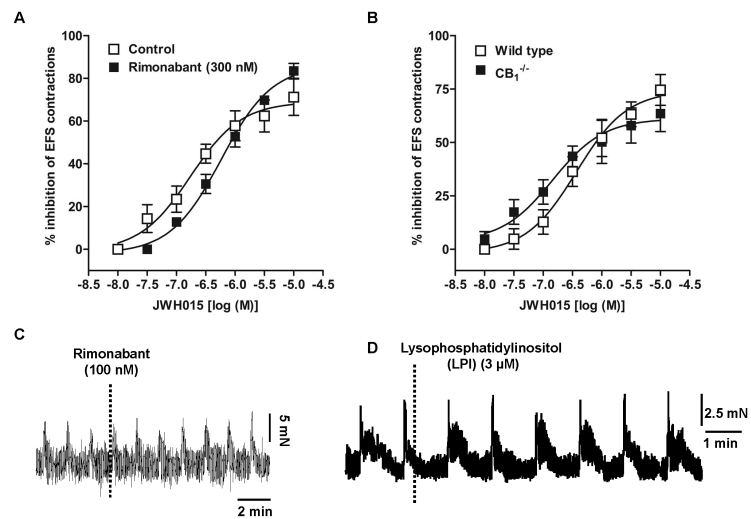 A
Control
Rimonabant (300 nM)
% inhibition of EFS contractions
100
80
60
40
20
0
-8.5 -8.0 -7.5 -7.0 -6.5 -6.0 -5.5 -5.0 -4.5
JWH015 [log (M)]
B
Wild type
CB1-/-
% inhibition of EFS contractions
100
75
50
25
0
-8.5 -8.0 -7.5 -7.0 -6.5 -6.0 -5.5 -5.0 -4.5
JWH015 [log (M)]
C
Rimonabant
(100 nM)
5 mN
2 min
D
Lysophosphatidylinositol
(LPI) (3 µM)
2.5 mN
1 min